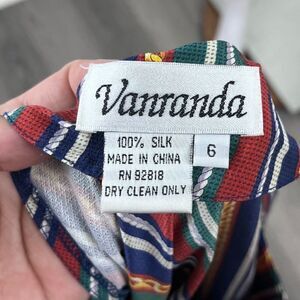 Vanranda
100% SILK
MADE IN CHINA
RN 92818
DRY CLEAN ONLY
6